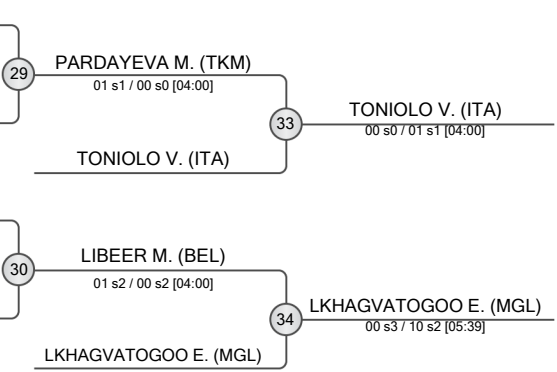 29
PARDAYEVA M. (TKM)
01 s1 / 00 s0 [04:00]
33
TONIOLO V. (ITA)
00 s0 / 01 s1 [04:00]
TONIOLO V. (ITA)
30
LIBEER M. (BEL)
01 s2 / 00 s2 [04:00]
34
LKHAGVATOGOO E. (MGL)
00 s3 / 10 s2 [05:39]
LKHAGVATOGOO E. (MGL)